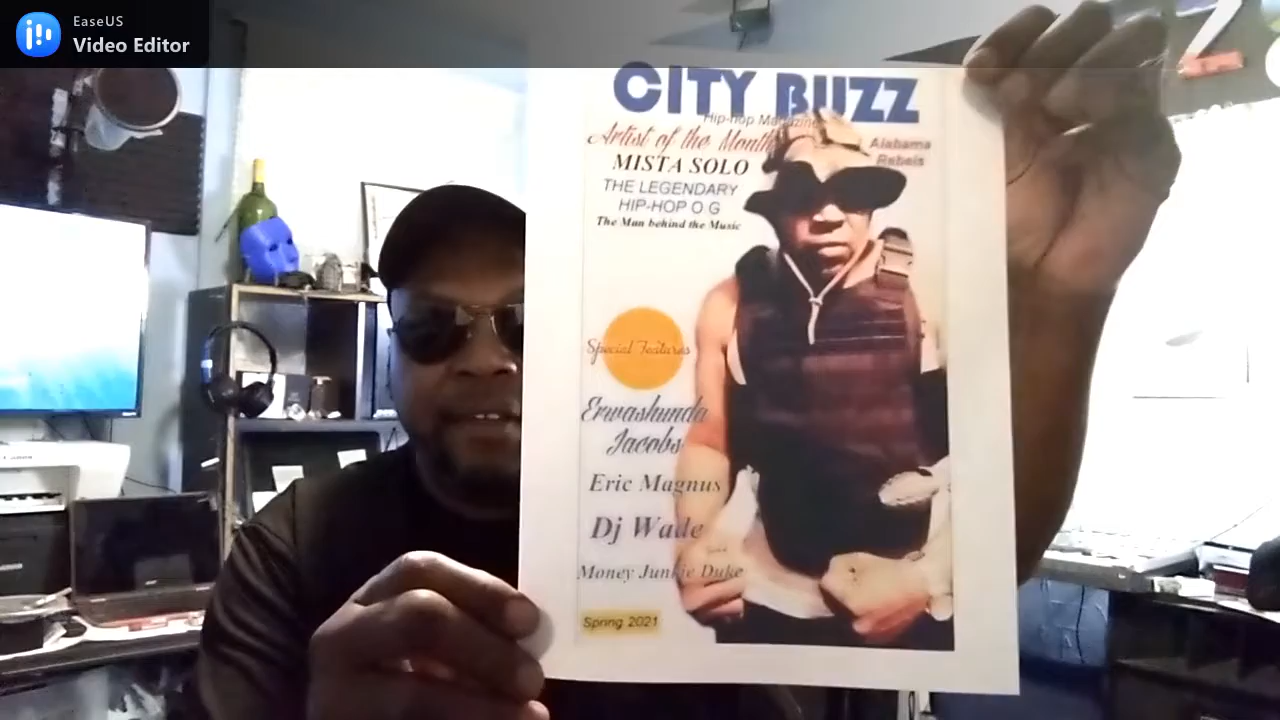 EaseUS
Video Editor
CITY BUZZ
Hip-hop Magazine
Artist of the Month
Alabama
Rebels
MISTA SOLO
THE LEGENDARY
HIP-HOP O G
The Man behind the Music
Special Features
Erwashunda
Jacobs
Eric Magnus
Dj Wade
Money Junkie Duke
Spring 2021